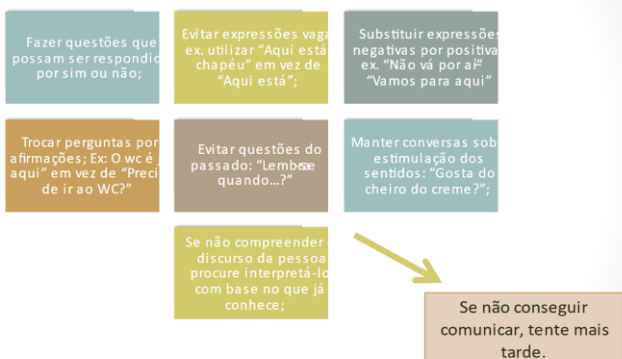 Fazer questões que
possam ser respondid
por sim ou não;
Evitar expressões vaga
ex. utilizar “Aqui está
chapéu” em vez de
“Aqui está”;
Substituir expressões
negativas por positiva
ex. “Não vá por aí”
“Vamos para aqui”
Trocar perguntas por
afirmações; Ex: O wc é
aqui” em vez de “Preci
de ir ao WC?”
Evitar questões do
passado: “Lembra-se
quando…?”
Manter conversas sob
estimulação dos
sentidos: “Gosta do
cheiro do creme?”;
Se não compreender
discurso da pessoa
procure interpretá-lo
com base no que já
conhece;
Se não conseguir
comunicar, tente mais
tarde.